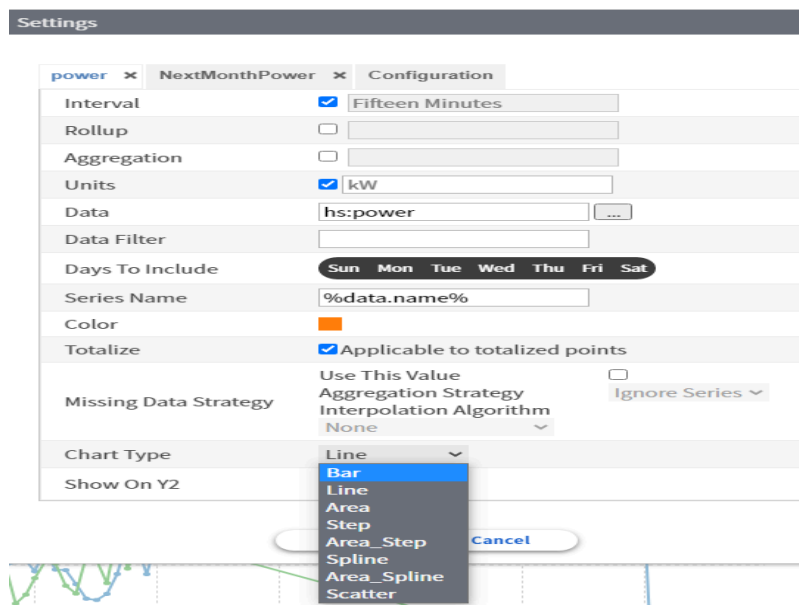 Settings
power × NextMonthPower × Configuration
Interval Fifteen Minutes
Rollup
Aggregation
Units kW
Data hs:power ...
Data Filter
Days To Include Sun Mon Tue Wed Thu Fri Sat
Series Name %data.name%
Color
Totalize Applicable to totalized points
Missing Data Strategy
Use This Value
Aggregation Strategy Ignore Series
Interpolation Algorithm
None
Chart Type Line
Show On Y2
Bar
Line
Area
Step
Area_Step
Spline
Area_Spline
Scatter
Cancel